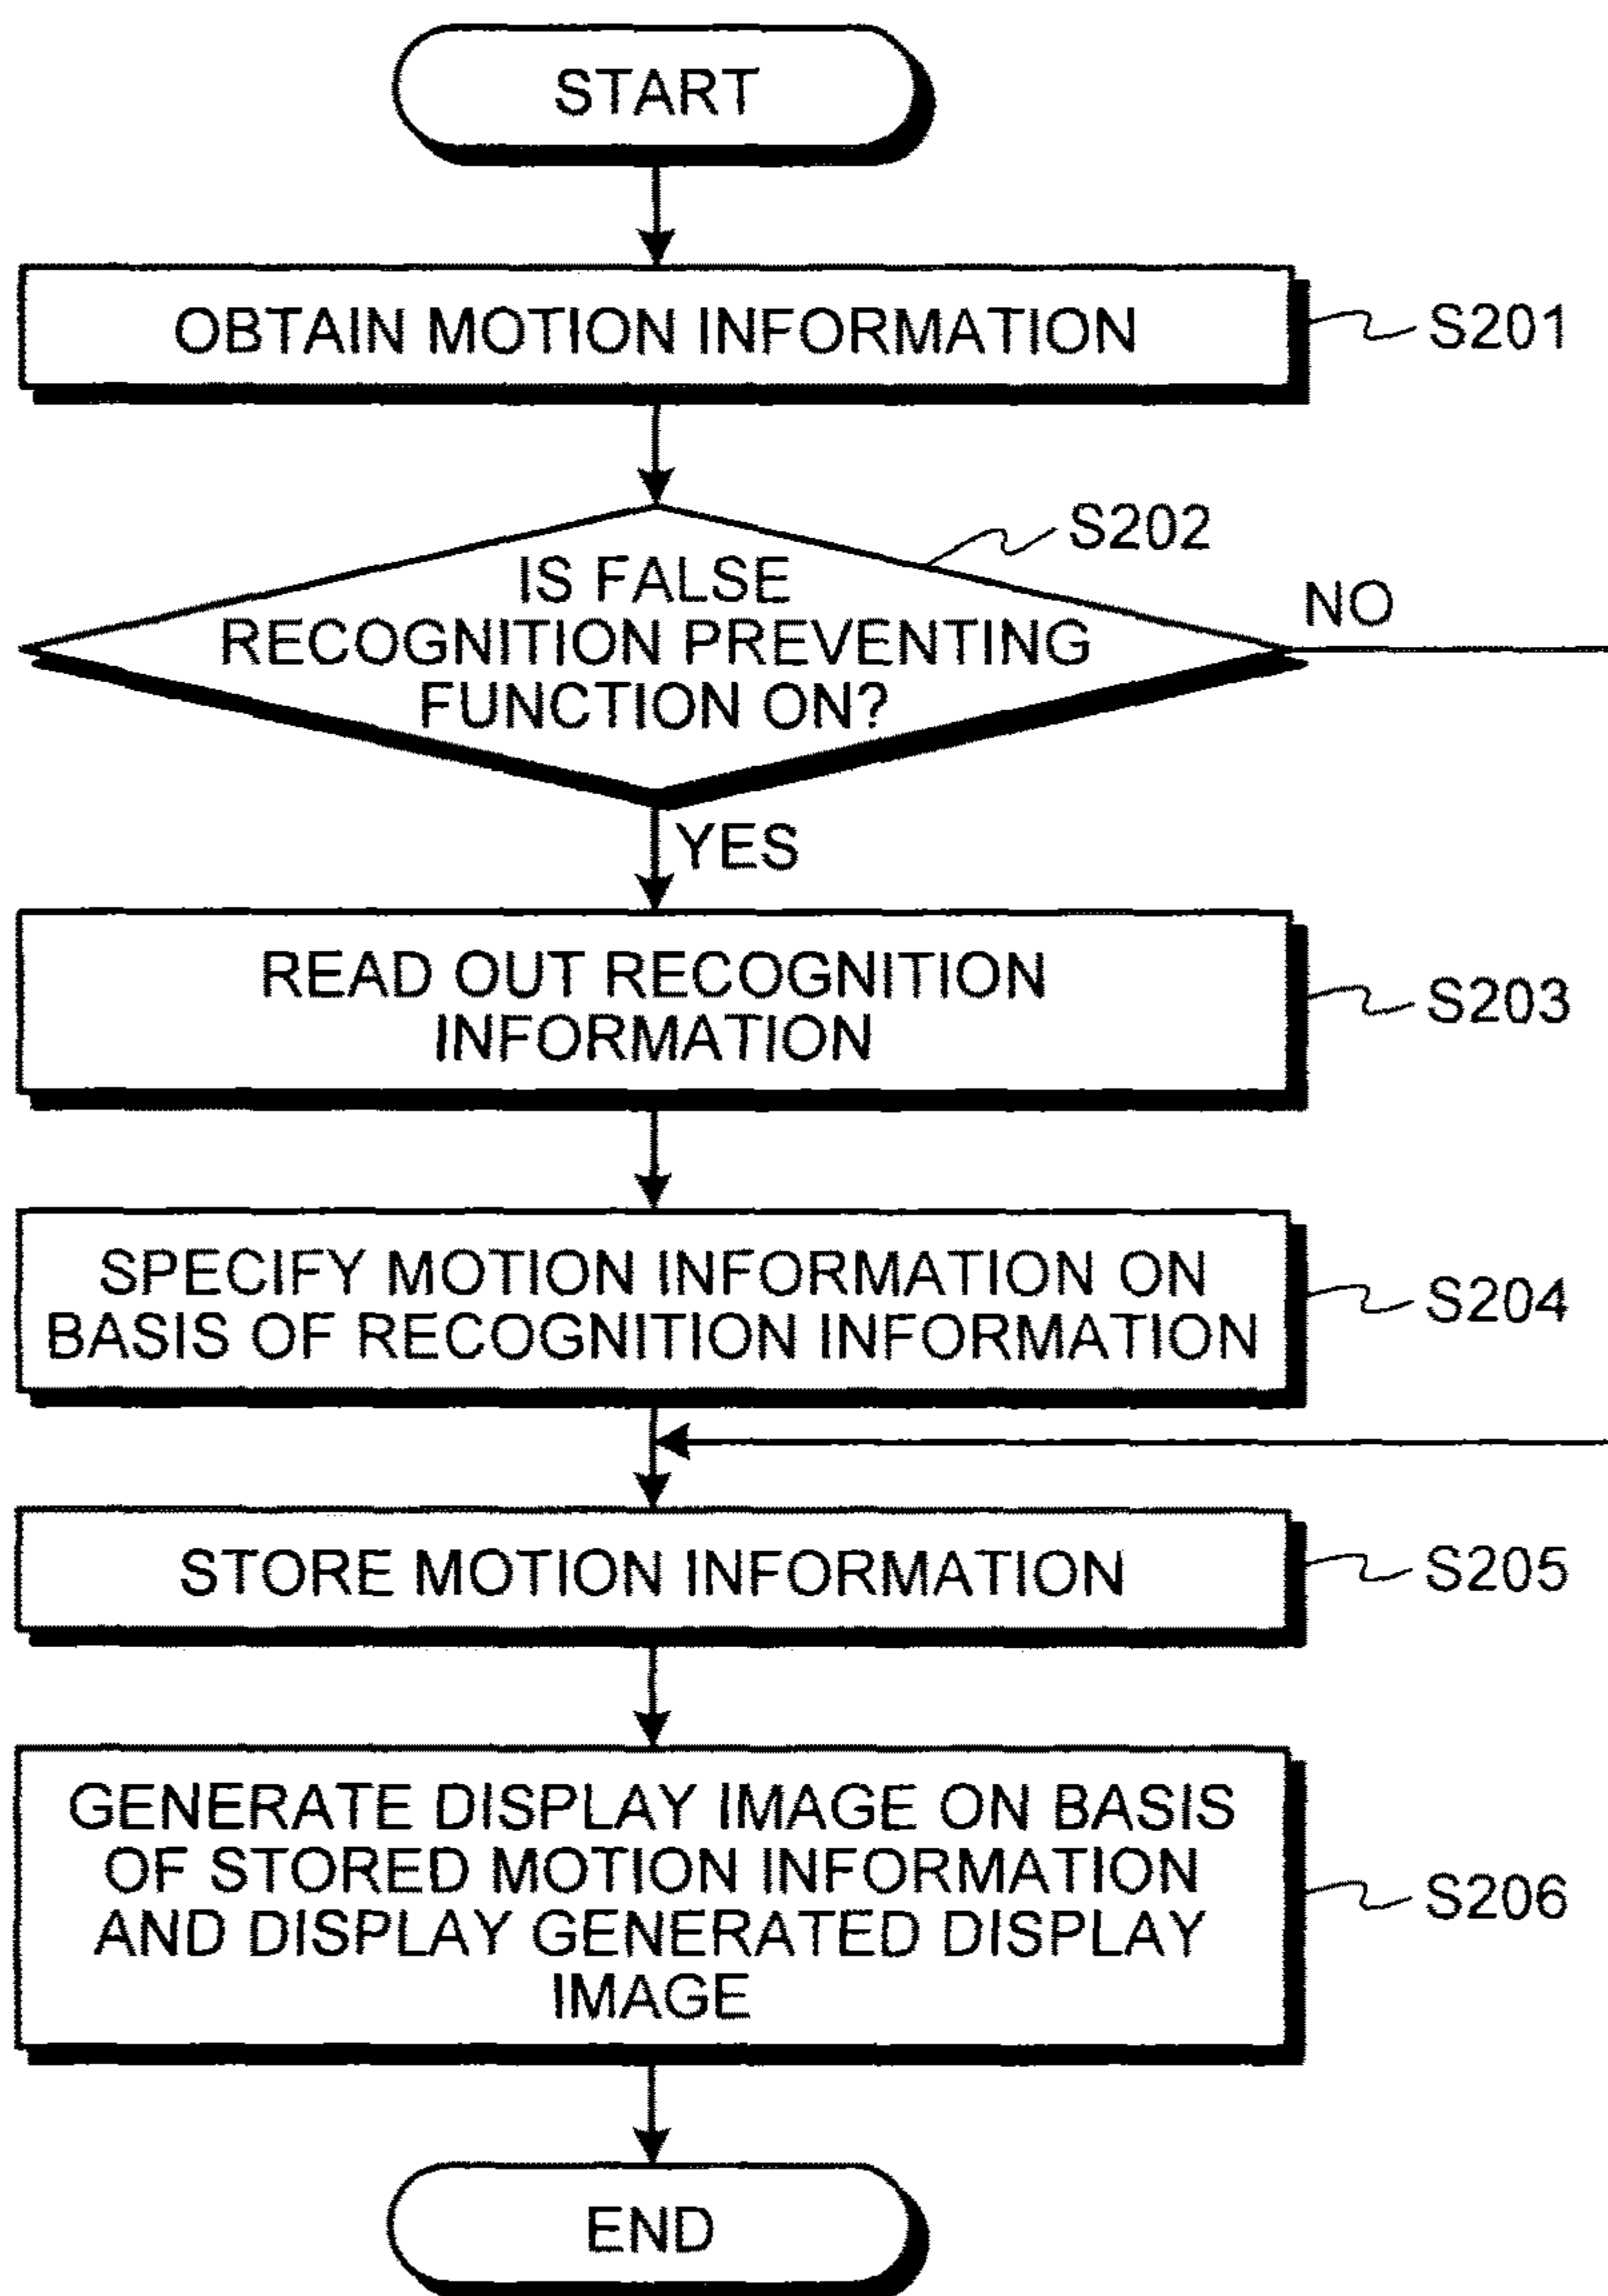 START
OBTAIN MOTION INFORMATION
S201
S202
IS FALSE
RECOGNITION PREVENTING
FUNCTION ON?
NO
YES
READ OUT RECOGNITION
INFORMATION
S203
SPECIFY MOTION INFORMATION ON
BASIS OF RECOGNITION INFORMATION
S204
STORE MOTION INFORMATION
S205
GENERATE DISPLAY IMAGE ON BASIS
OF STORED MOTION INFORMATION
AND DISPLAY GENERATED DISPLAY
IMAGE
S206
END